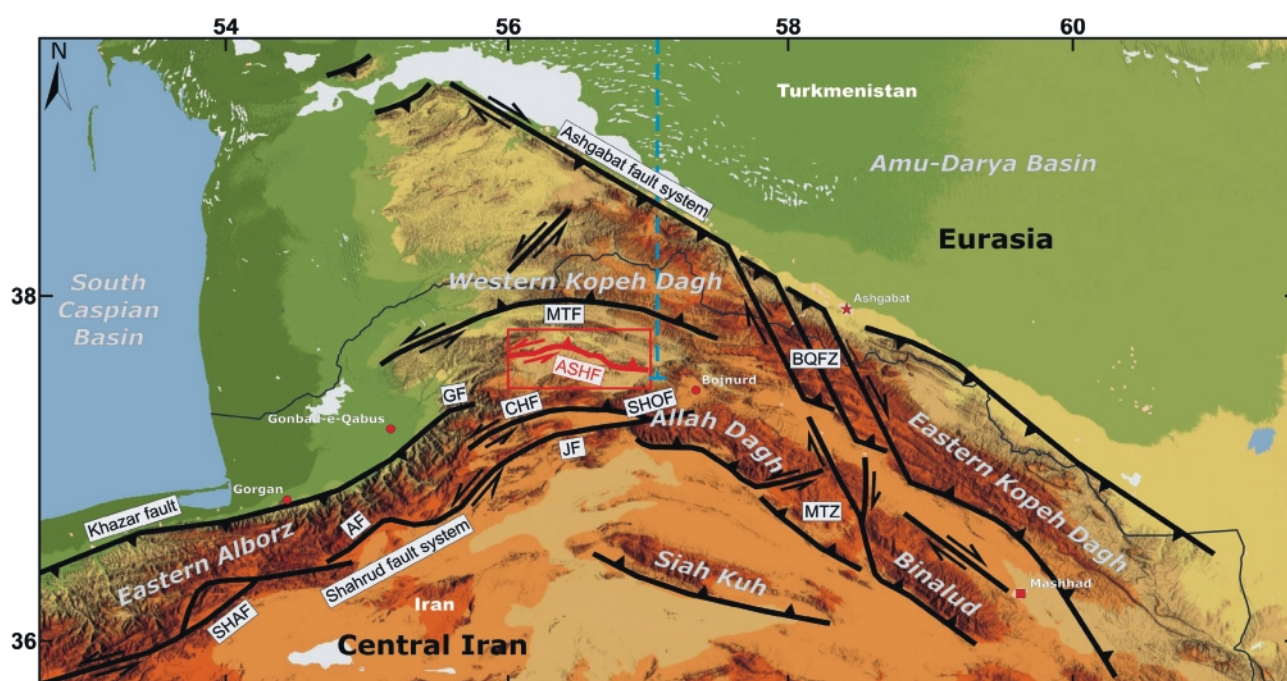 54
56
58
60
N
Turkmenistan
Ashgabat fault system
Amu-Darya Basin
Eurasia
South
Caspian
Basin
38
Western Kopeh Dagh
Ashgabat
MTF
BQFZ
ASHF
Bojnurd
GF
CHF
SHOF
Gonbad-e-Qabus
Allah Dagh
JF
Eastern Kopeh Dagh
Gorgan
Khazar fault
AF
MTZ
Eastern Alborz
Shahrud fault system
Siah Kuh
Binalud
Mashhad
SHAF
Iran
36
Central Iran